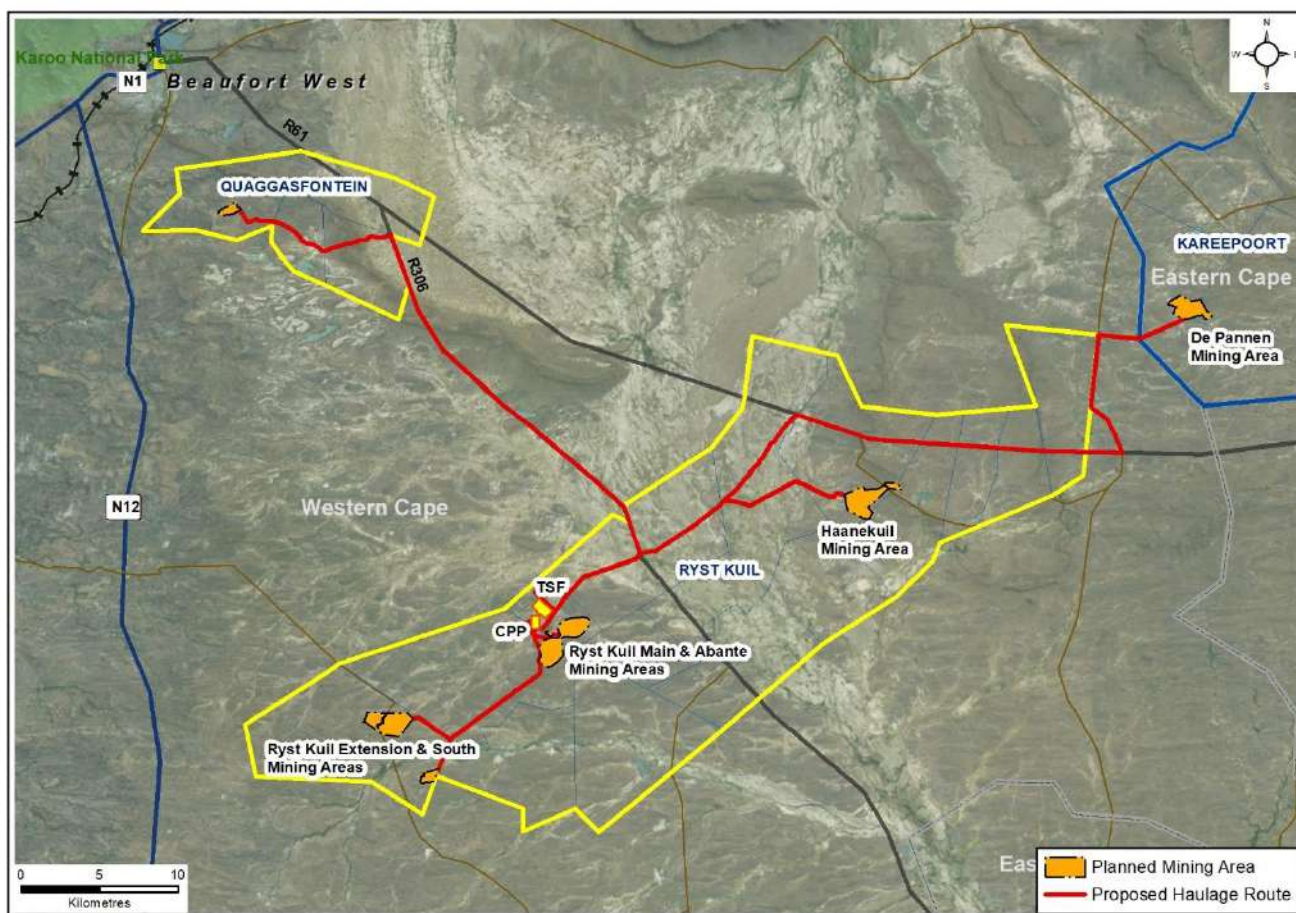 N
W
E
S
Karoo National Park
N1
Beaufort West
R61
QUAGGASFONTEIN
R306
KAREEPOORT
Eastern Cape
De Pannen
Mining Area
Western Cape
N12
Haanekuil
Mining Area
RYST KUIL
TSF
CPP
Ryst Kuil Main & Abante
Mining Areas
Ryst Kuil Extension & South
Mining Areas
0
5
10
Kilometres
Planned Mining Area
Proposed Haulage Route